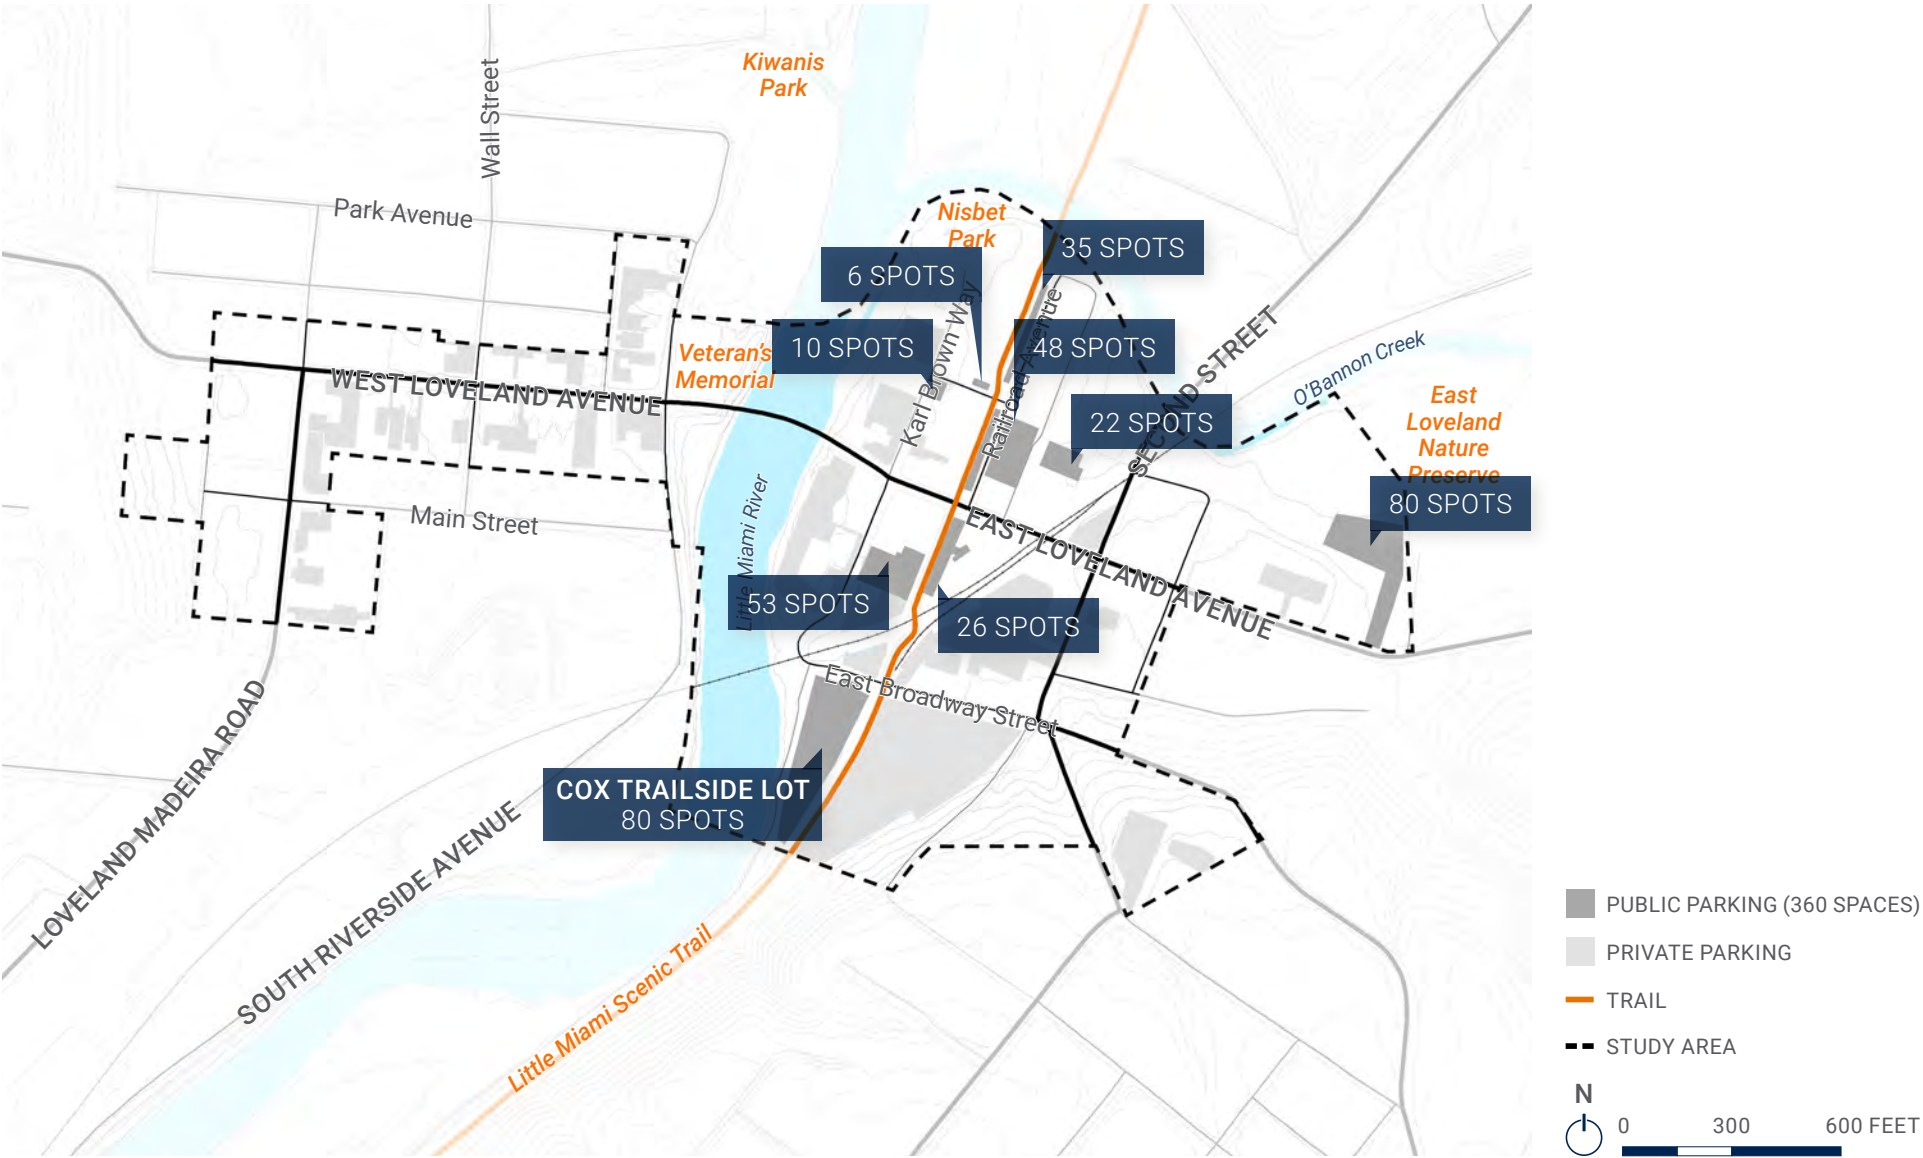 Kiwanis
Park
Wall Street
Park Avenue
Nisbet
Park
35 SPOTS
6 SPOTS
Karl Brown Way
Railroad Avenue
10 SPOTS
48 SPOTS
SECOND STREET
O'Bannon Creek
Veteran's
Memorial
WEST LOVELAND AVENUE
22 SPOTS
East
Loveland
Nature
Preserve
80 SPOTS
Main Street
Little Miami River
EAST LOVELAND AVENUE
53 SPOTS
26 SPOTS
East Broadway Street
LOVELAND MADEIRA ROAD
COX TRAILSIDE LOT
80 SPOTS
SOUTH RIVERSIDE AVENUE
Little Miami Scenic Trail
PUBLIC PARKING (360 SPACES)
PRIVATE PARKING
TRAIL
STUDY AREA
N
0 300 600 FEET